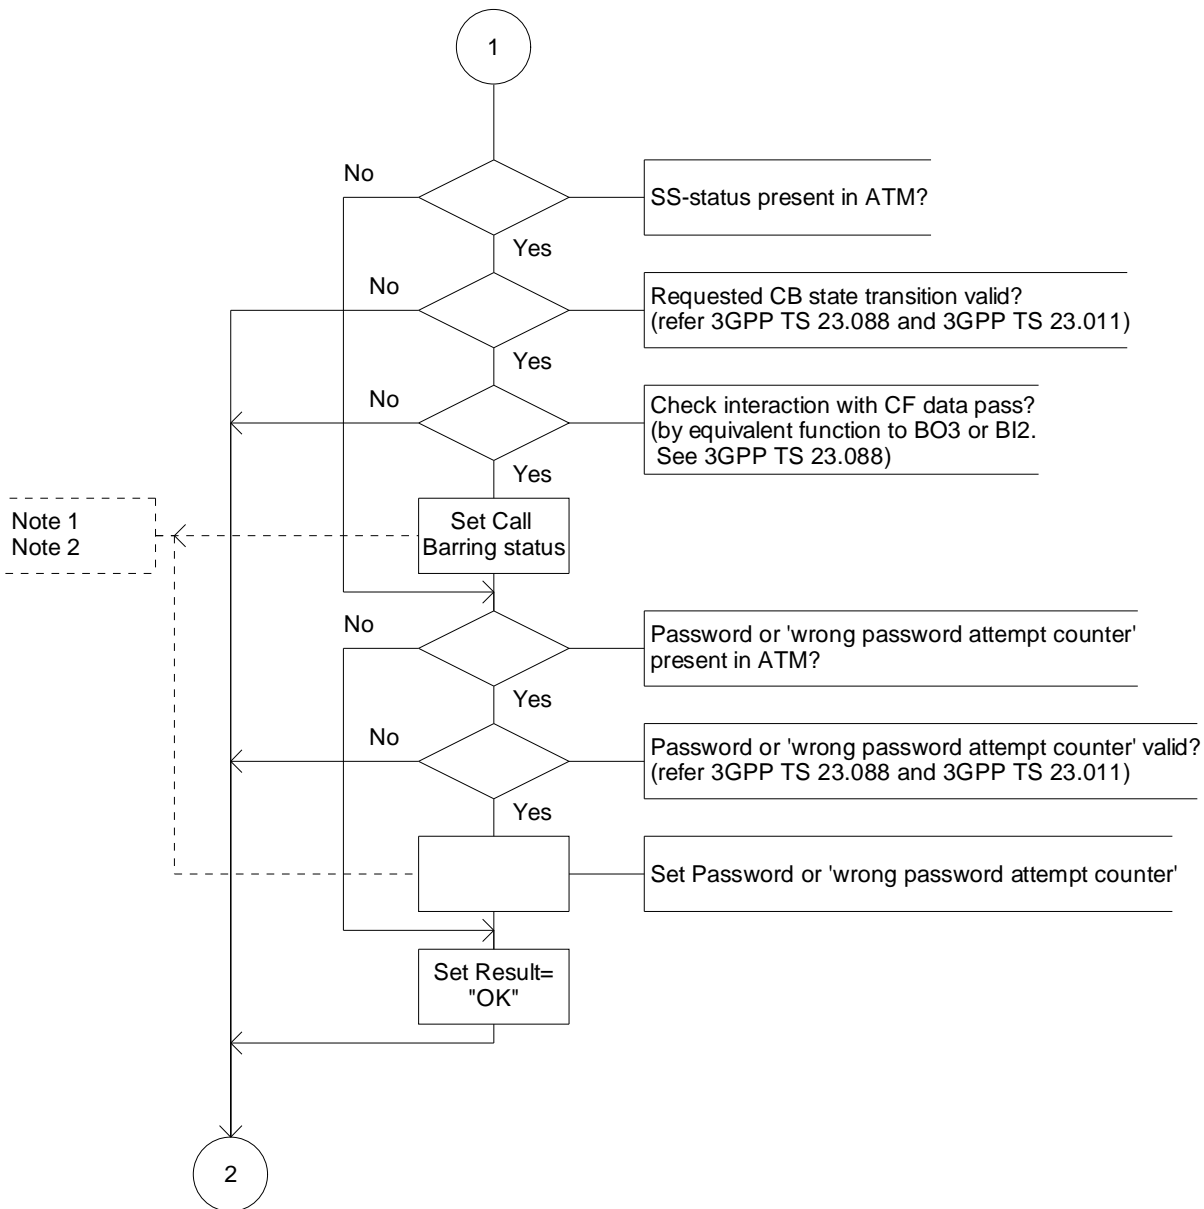 1
No
SS-status present in ATM?
Yes
No
Requested CB state transition valid?
(refer 3GPP TS 23.088 and 3GPP TS 23.011)
Yes
No
Check interaction with CF data pass?
(by equivalent function to BO3 or BI2.
See 3GPP TS 23.088)
Yes
Note 1
Note 2
Set Call
Barring status
No
Password or 'wrong password attempt counter'
present in ATM?
Yes
No
Password or 'wrong password attempt counter' valid?
(refer 3GPP TS 23.088 and 3GPP TS 23.011)
Yes
Set Password or 'wrong password attempt counter'
Set Result=
"OK"
2